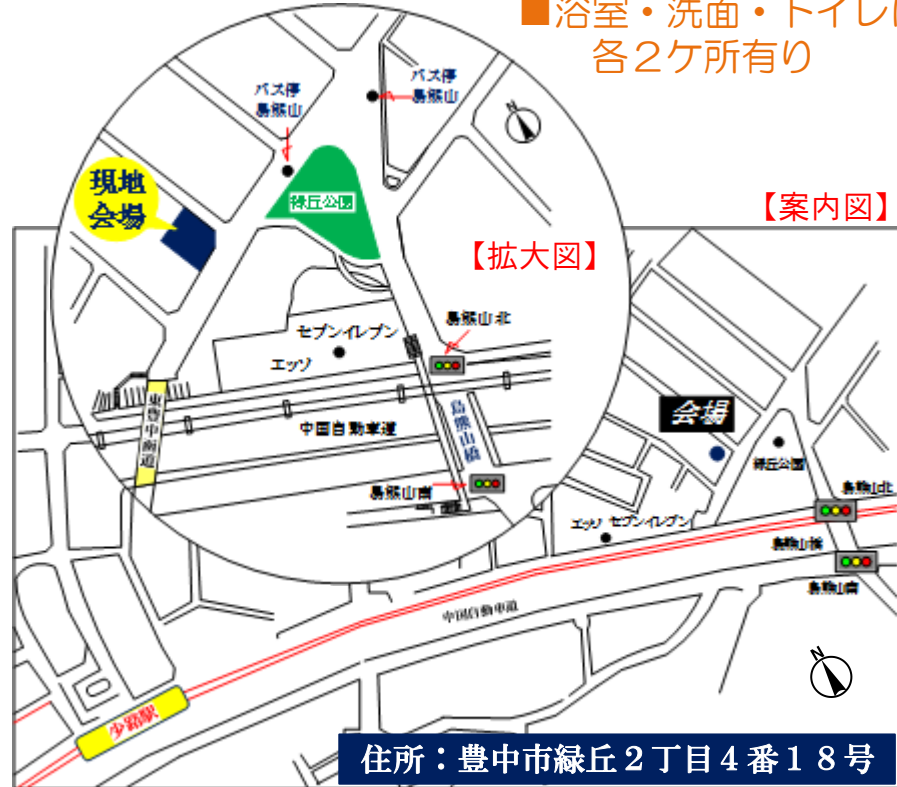 ■浴室・洗面・トイレ
各２ケ所有り
バス停
島熊山
バス停
島熊山
N
現地
会場
緑丘公園
【案内図】
【拡大図】
島熊山北
セブンイレブン
エッソ
東豊中歩道
中国自動車道
島熊山橋
島熊山南
会場
緑丘公園
島熊山北
エッソ セブンイレブン
島熊山橋
島熊山南
中国自動車道
N
少路駅
住所：豊中市緑丘２丁目４番１８号